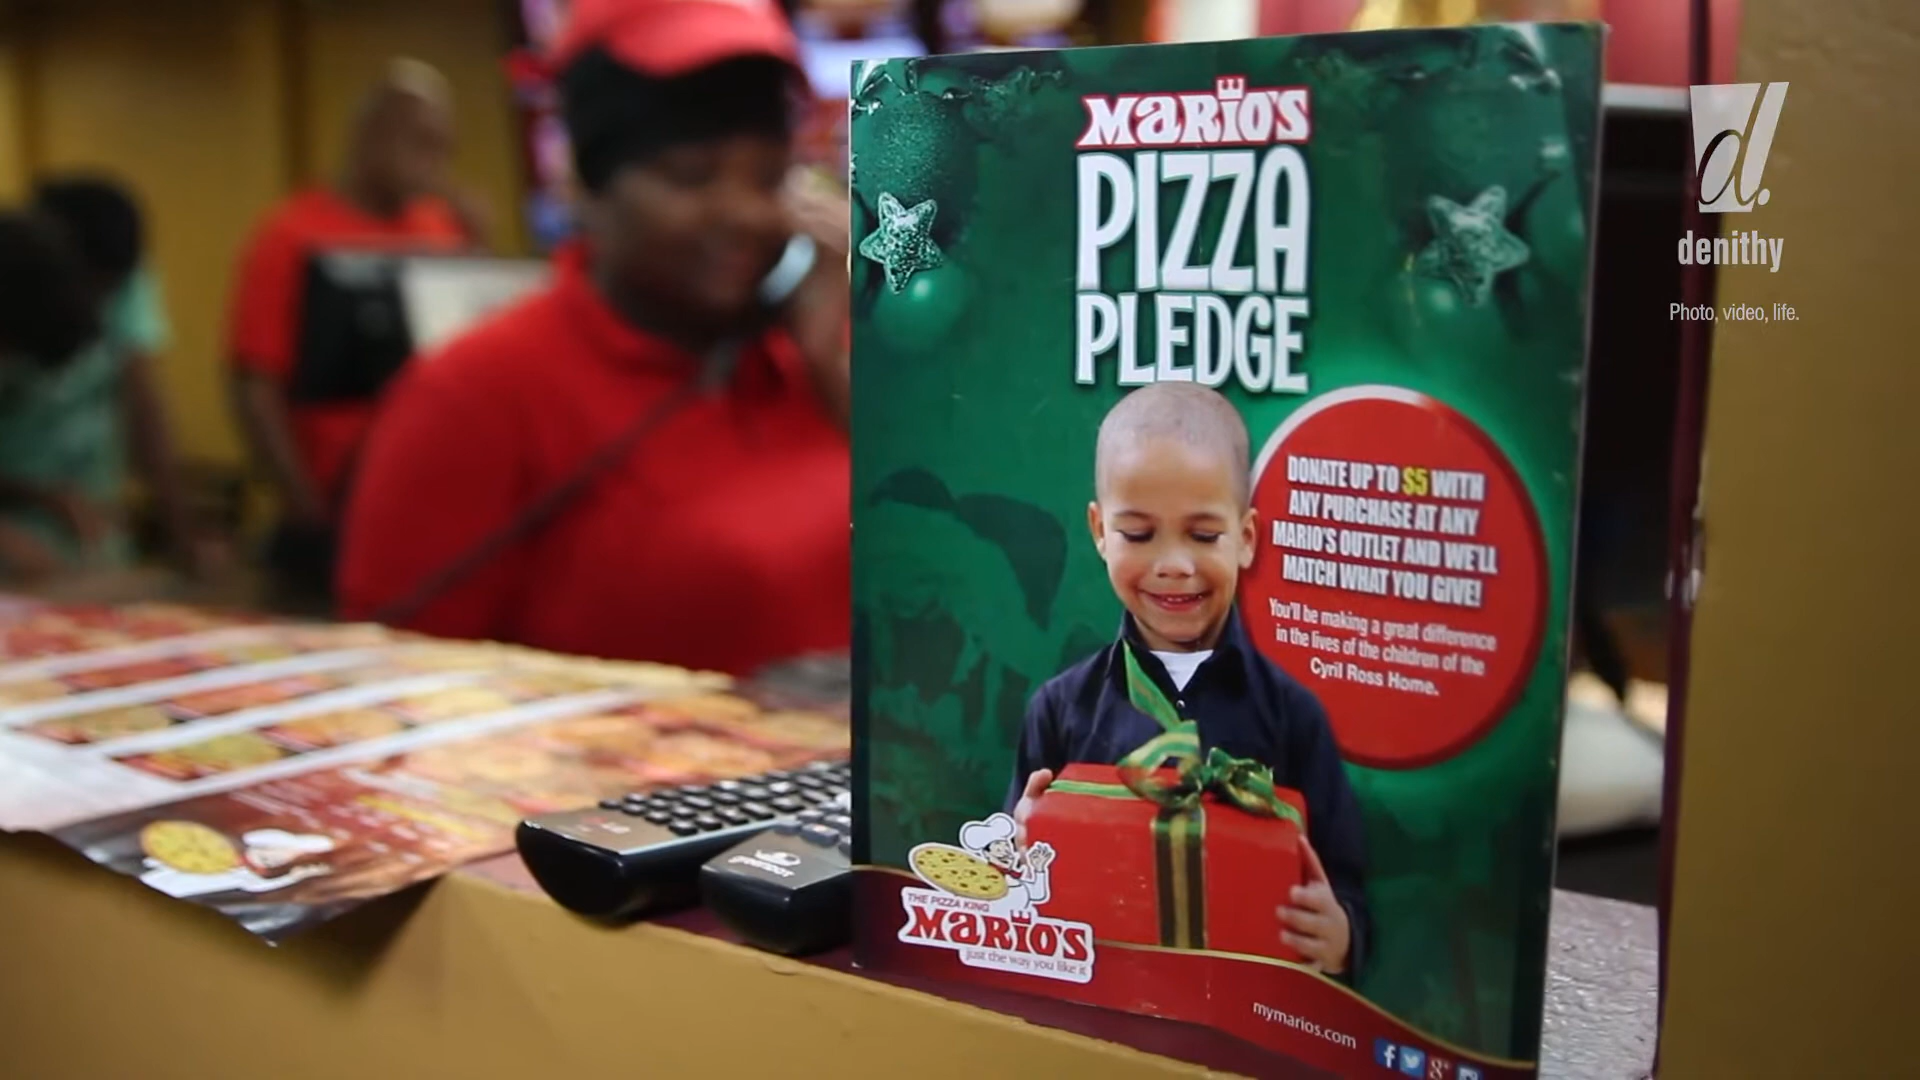 MARIO'S
PIZZA
PLEDGE
DONATE UP TO $5 WITH
ANY PURCHASE AT ANY
MARIO'S OUTLET AND WE'LL
MATCH WHAT YOU GIVE!
You'll be making a great difference
in the lives of the children of the
Cyril Ross Home.
THE PIZZA KING
MARIO'S
just the way you like it
mymarios.com
d.
denithy
Photo, video, life.
LG
greendot